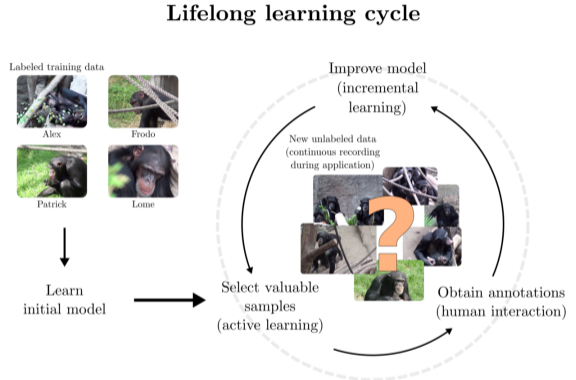 Lifelong learning cycle
Labeled training data
Alex
Frodo
Patrick
Lome
Learn
initial model
Improve model
(incremental
learning)
New unlabeled data
(continuous recording
during application)
?
Select valuable
samples
(active learning)
Obtain annotations
(human interaction)